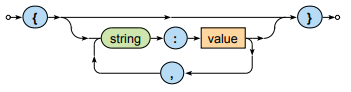 { string : value }
,